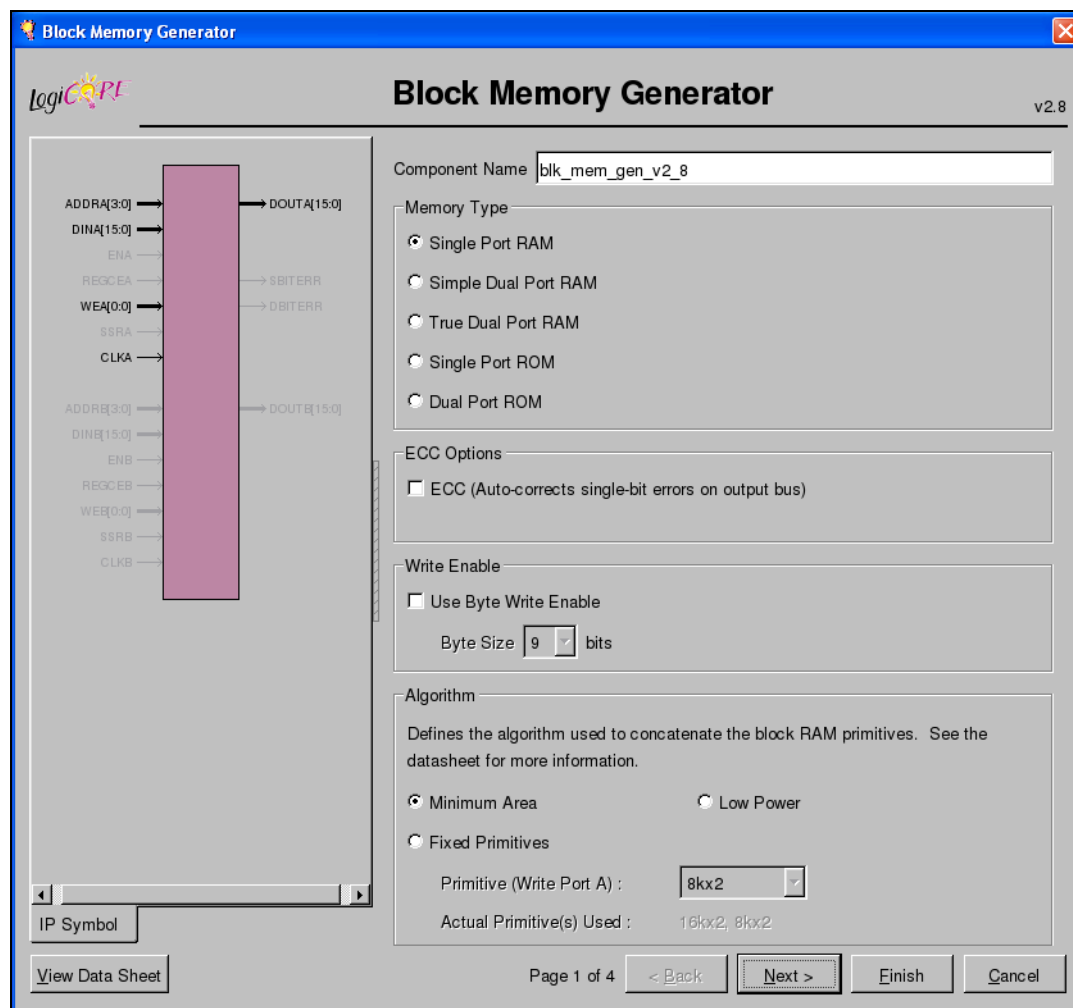 Block Memory Generator
LogiCORE
Block Memory Generator
v2.8
ADDRA[3:0]
DOUTA[15:0]
DINA[15:0]
ENA
REGCEA
SBITERR
WEA[0:0]
DBITERR
SSRA
CLKA
ADDRB[3:0]
DOUTB[15:0]
DINB[15:0]
ENB
REGCEB
WEB[0:0]
SSRB
CLKB
IP Symbol
View Data Sheet
Component Name blk_mem_gen_v2_8
Memory Type
Single Port RAM
Simple Dual Port RAM
True Dual Port RAM
Single Port ROM
Dual Port ROM
ECC Options
ECC (Auto-corrects single-bit errors on output bus)
Write Enable
Use Byte Write Enable
Byte Size 9 bits
Algorithm
Defines the algorithm used to concatenate the block RAM primitives. See the
datasheet for more information.
Minimum Area Low Power
Fixed Primitives
Primitive (Write Port A) : 8kx2
Actual Primitive(s) Used : 16kx2, 8kx2
Page 1 of 4 < Back Next > Finish Cancel